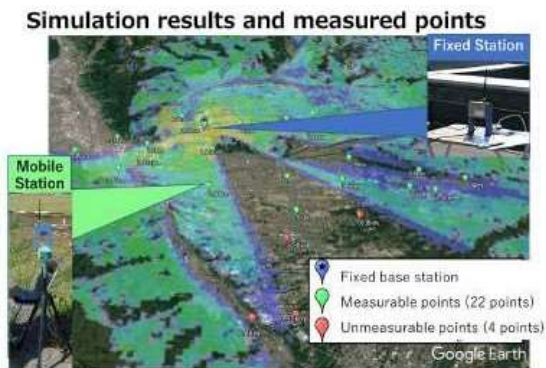 Simulation results and measured points
Fixed Station
Mobile
Station
Fixed base station
Measurable points (22 points)
Unmeasurable points (4 points)
Google Earth